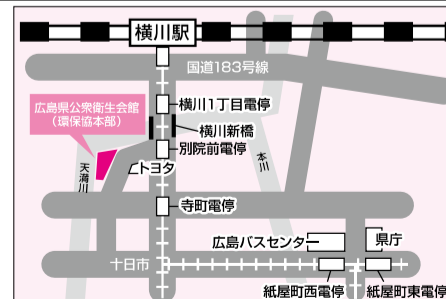 横川駅
国道183号線
広島県公衆衛生会館
(環保協本部)
横川1丁目電停
横川新橋
別院前電停
トヨタ
天満川
本川
寺町電停
広島バスセンター
県庁
十日市
紙屋町西電停
紙屋町東電停